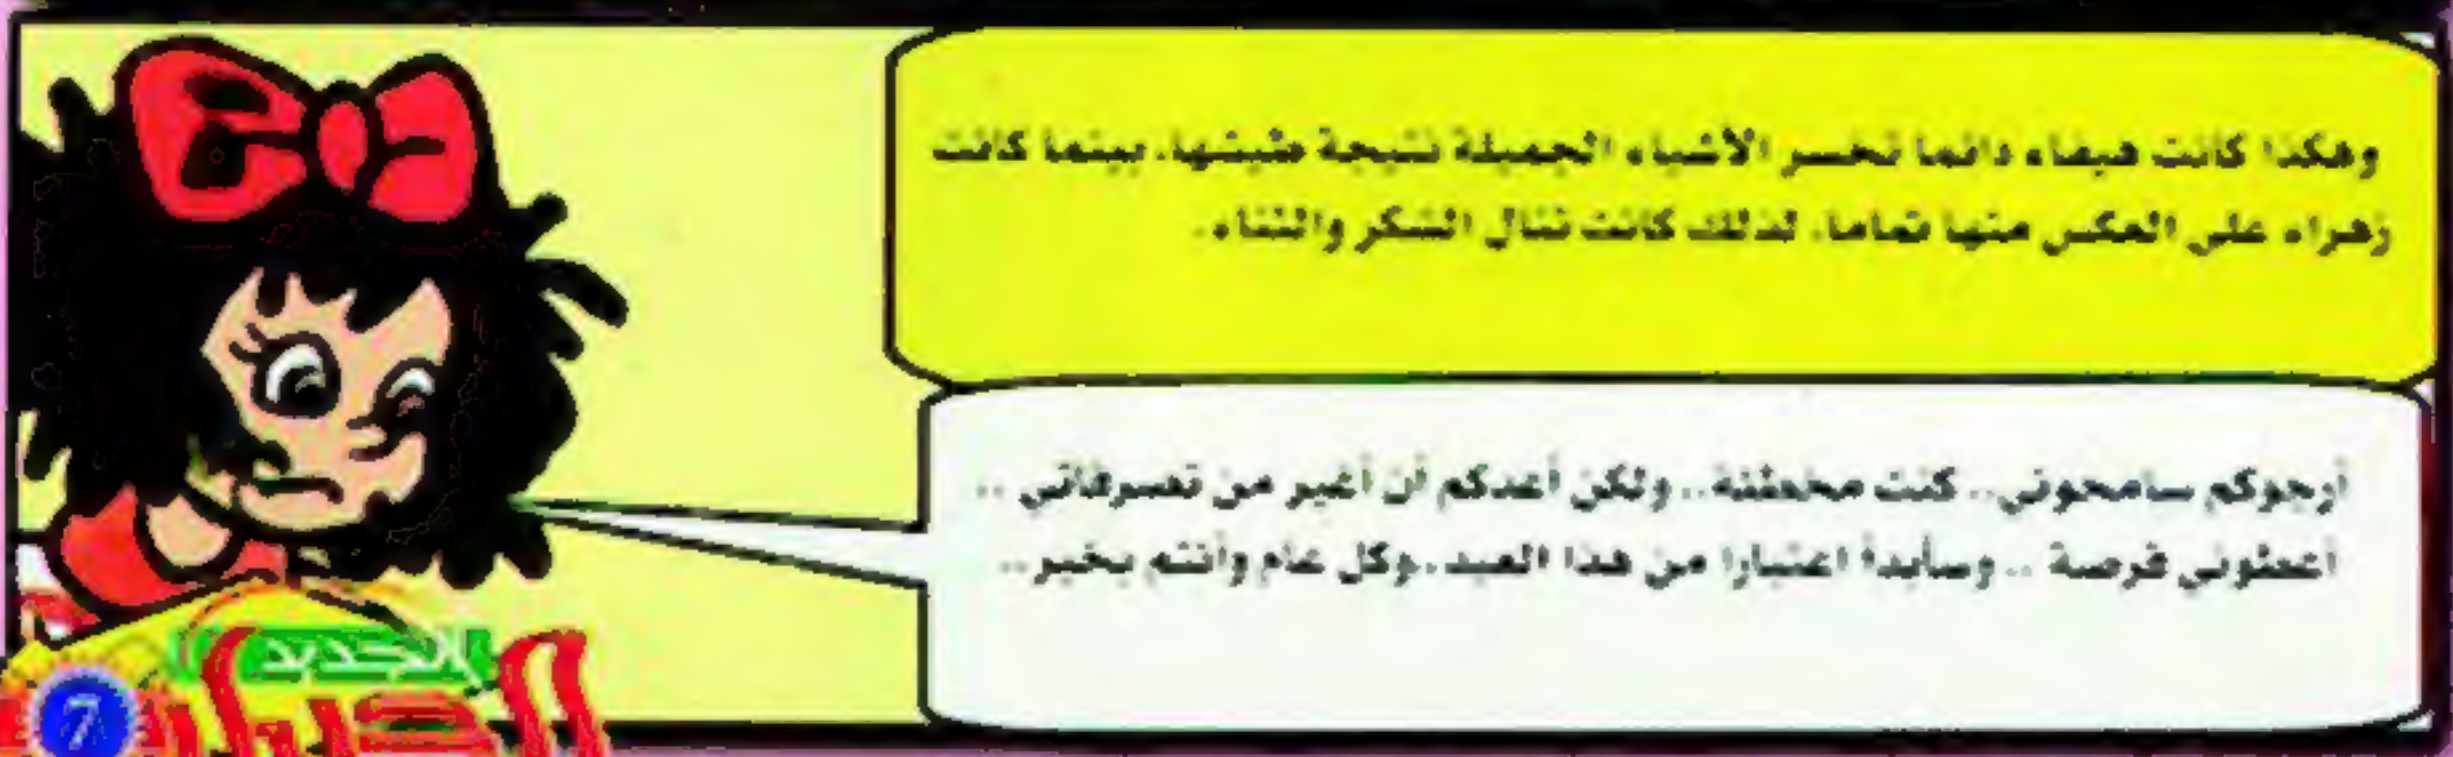 وهكذا كانت هيفاء دائما تخسر الأشياء الجميلة نتيجة طيشها، بينما كانت
زهراء على العكس منها تماما، لذلك كانت تنال الشكر والثناء.
أرجوكم سامحوني.. كنت مخطئة.. ولكن أعدكم أن أغير من تصرفاتي ..
أعطوني فرصة .. وسأبدأ اعتبارا من هذا العيد..وكل عام وأنتم بخير..
الجديد
7